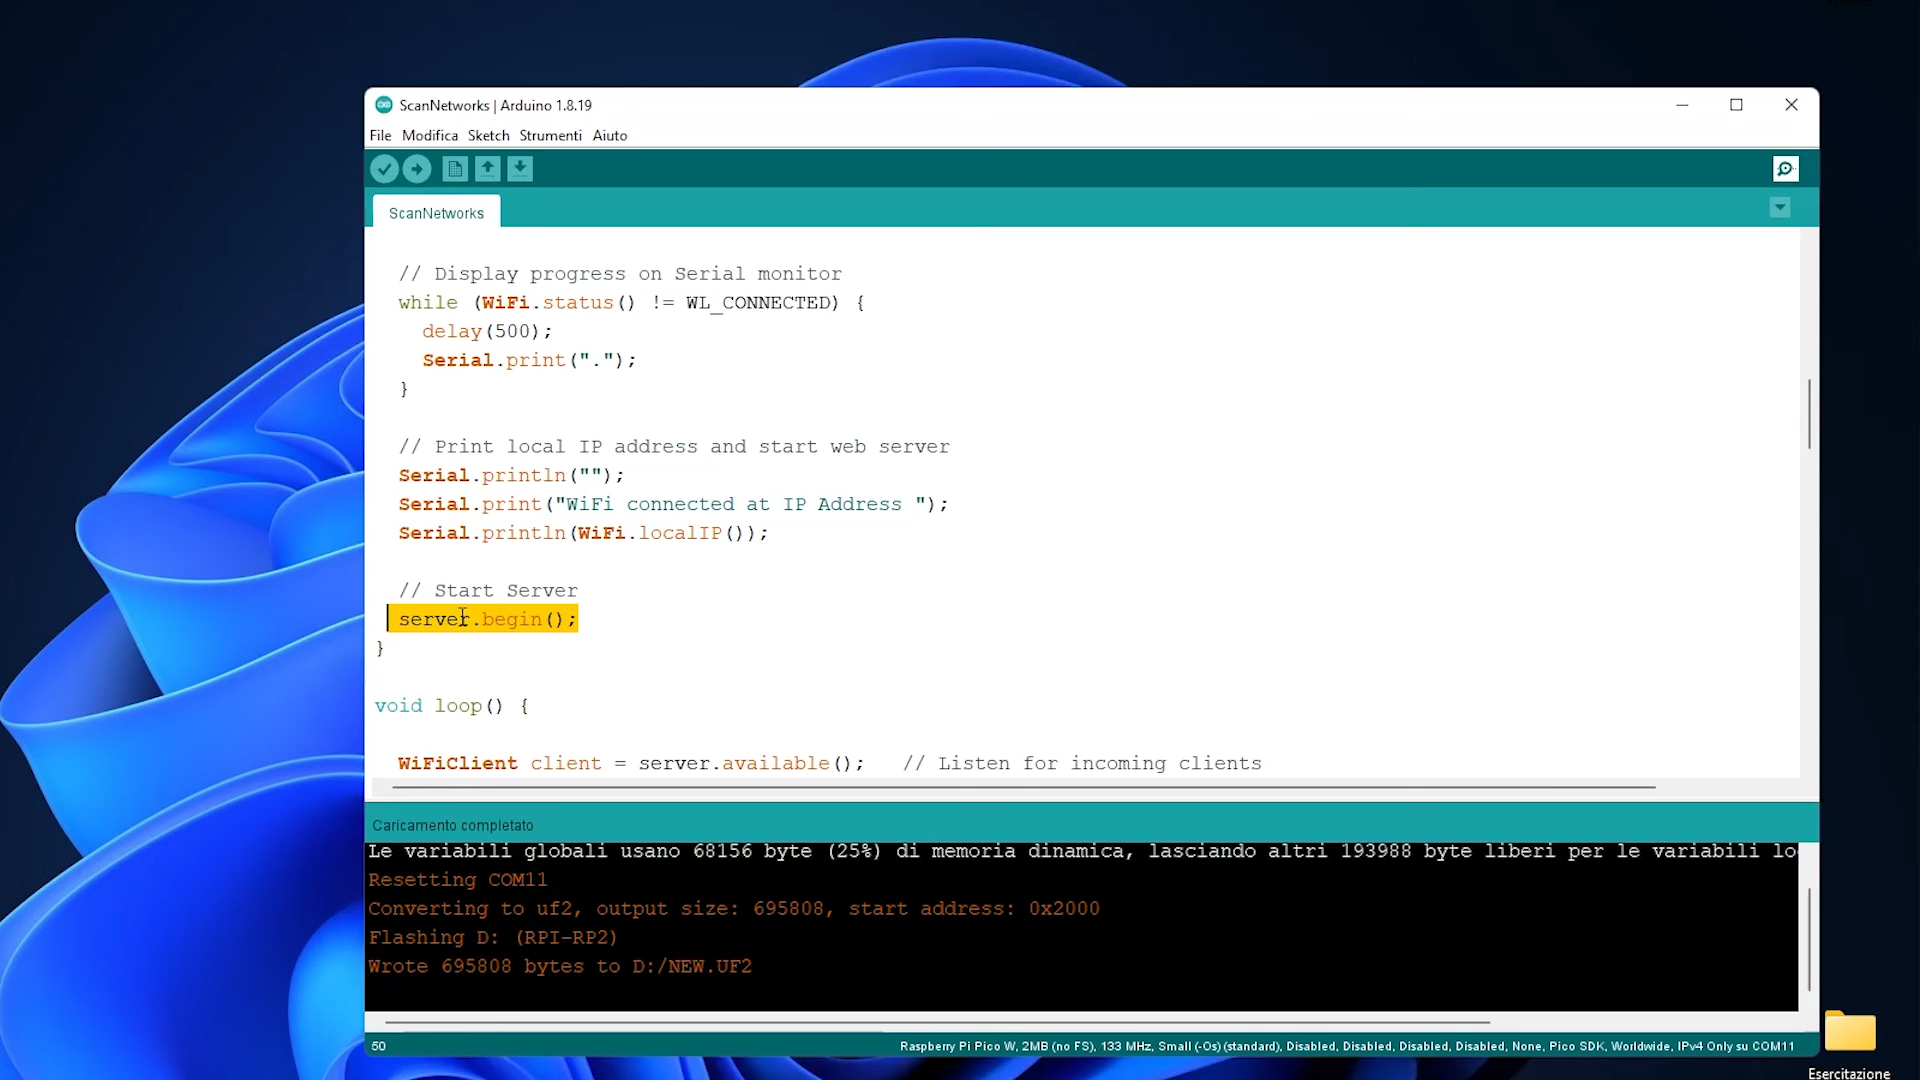 ScanNetworks | Arduino 1.8.19
File Modifica Sketch Strumenti Aiuto
ScanNetworks
// Display progress on Serial monitor
while (WiFi.status() != WL_CONNECTED) {
delay(500);
Serial.print(".");
}
// Print local IP address and start web server
Serial.println("");
Serial.print("WiFi connected at IP Address ");
Serial.println(WiFi.localIP());
// Start Server
server.begin();
}
void loop() {
WiFiClient client = server.available();   // Listen for incoming clients
Caricamento completato
Le variabili globali usano 68156 byte (25%) di memoria dinamica, lasciando altri 193988 byte liberi per le variabili lo
Resetting COM11
Converting to uf2, output size: 695808, start address: 0x2000
Flashing D: (RPI-RP2)
Wrote 695808 bytes to D:/NEW.UF2
50
Raspberry Pi Pico W, 2MB (no FS), 133 MHz, Small (-Os) (standard), Disabled, Disabled, Disabled, Disabled, None, Pico SDK, Worldwide, IPv4 Only su COM11
Esercitazione